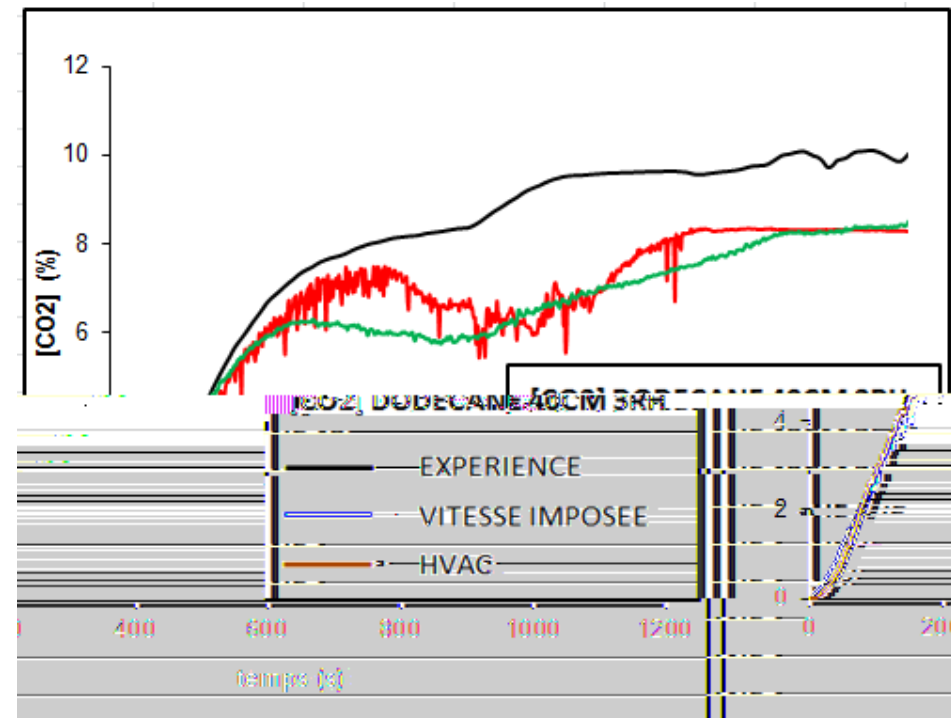 12
10
8
6
[CO2] (%)
[CO2] DODECANE 40CM 3RH
EXPERIENCE
VITESSE IMPOSEE
HVAC
4
2
0
400 600 800 1000 1200 0
temps (s)